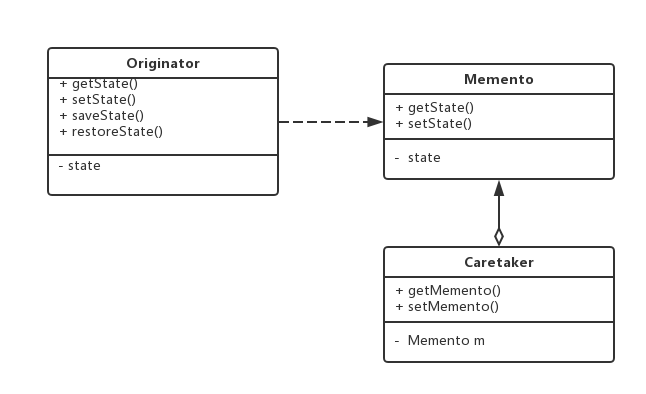 Originator
+ getState()
+ setState()
+ saveState()
+ restoreState()
- state
Memento
+ getState()
+ setState()
- state
Caretaker
+ getMemento()
+ setMemento()
- Memento m